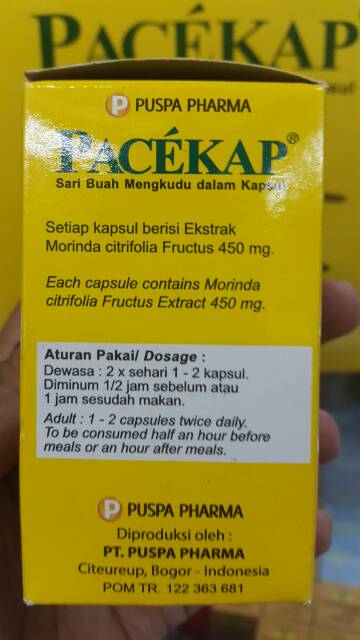 PACÉKAP
PUSPA PHARMA
PACÉKAP®
Sari Buah Mengkudu dalam Kapsul
Setiap kapsul berisi Ekstrak
Morinda citrifolia Fructus 450 mg.
Each capsule contains Morinda
citrifolia Fructus Extract 450 mg.
Aturan Pakai/ Dosage :
Dewasa : 2 x sehari 1 - 2 kapsul.
Diminum 1/2 jam sebelum atau
1 jam sesudah makan.
Adult : 1 - 2 capsules twice daily.
To be consumed half an hour before
meals or an hour after meals.
PUSPA PHARMA
Diproduksi oleh :
PT. PUSPA PHARMA
Citeureup, Bogor - Indonesia
POM TR. 122 363 681